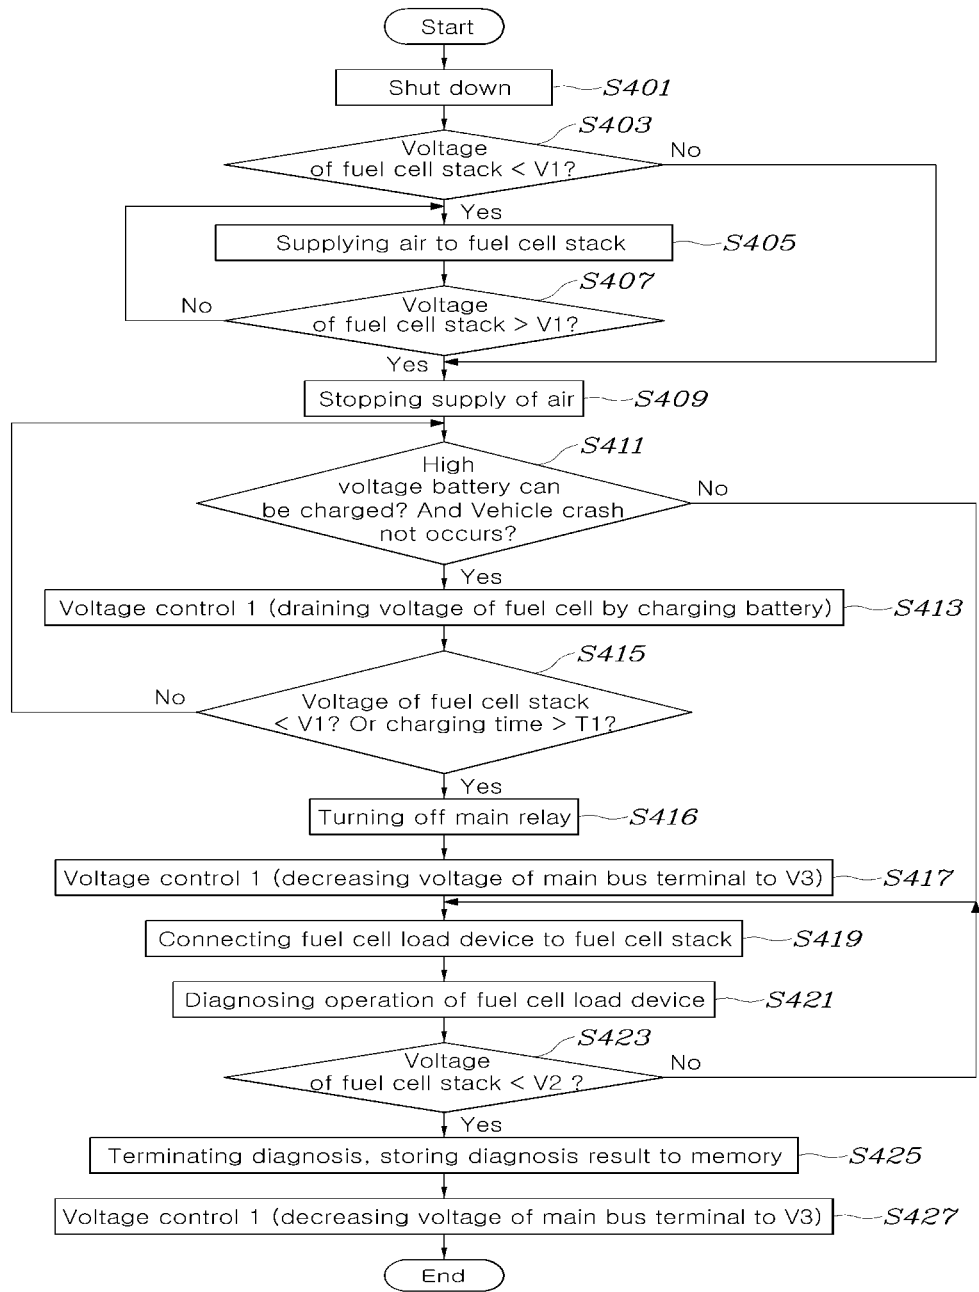 Start
Shut down
S401
S403
Voltage
of fuel cell stack < V1?
No
Yes
Supplying air to fuel cell stack
S405
S407
Voltage
of fuel cell stack > V1?
No
Yes
Stopping supply of air
S409
S411
High
voltage battery can
be charged? And Vehicle crash
not occurs?
No
Yes
Voltage control 1 (draining voltage of fuel cell by charging battery)
S413
S415
Voltage of fuel cell stack
< V1? Or charging time > T1?
No
Yes
Turning off main relay
S416
Voltage control 1 (decreasing voltage of main bus terminal to V3)
S417
Connecting fuel cell load device to fuel cell stack
S419
Diagnosing operation of fuel cell load device
S421
S423
Voltage
of fuel cell stack < V2 ?
No
Yes
Terminating diagnosis, storing diagnosis result to memory
S425
Voltage control 1 (decreasing voltage of main bus terminal to V3)
S427
End